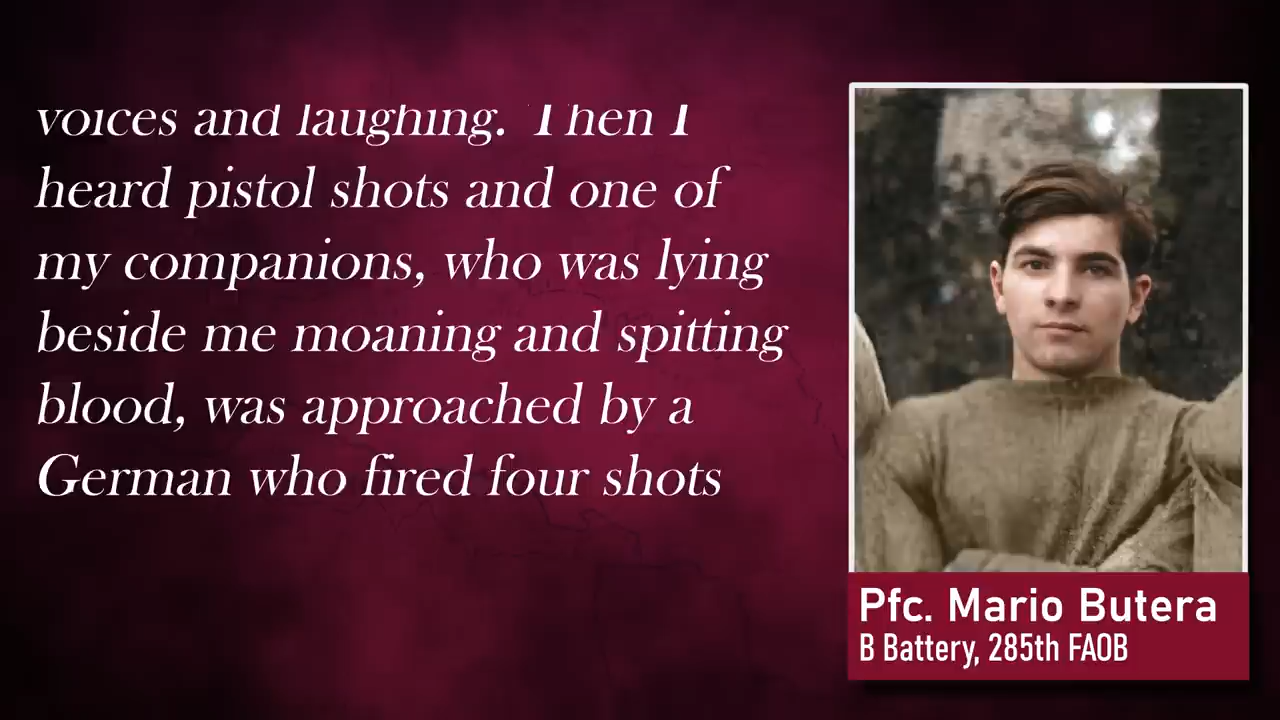 voices and laughing. Then I
heard pistol shots and one of
my companions, who was lying
beside me moaning and spitting
blood, was approached by a
German who fired four shots
Pfc. Mario Butera
B Battery, 285th FAOB